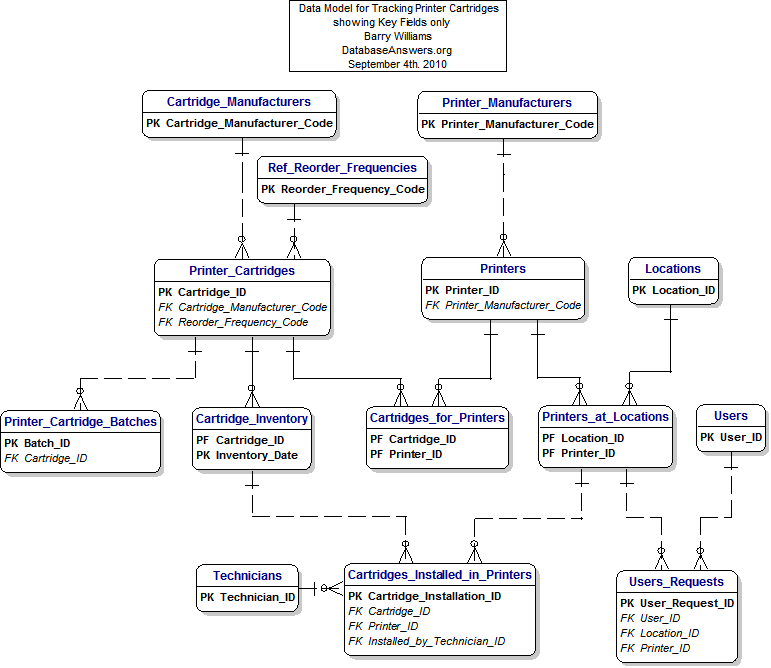 Data Model for Tracking Printer Cartridges
showing Key Fields only
Barry Williams
DatabaseAnswers.org
September 4th. 2010
Cartridge_Manufacturers
PK Cartridge_Manufacturer_Code
Printer_Manufacturers
PK Printer_Manufacturer_Code
Ref_Reorder_Frequencies
PK Reorder_Frequency_Code
Printer_Cartridges
PK Cartridge_ID
FK Cartridge_Manufacturer_Code
FK Reorder_Frequency_Code
Printers
PK Printer_ID
FK Printer_Manufacturer_Code
Locations
PK Location_ID
Printer_Cartridge_Batches
PK Batch_ID
FK Cartridge_ID
Cartridge_Inventory
PF Cartridge_ID
PK Inventory_Date
Cartridges_for_Printers
PF Cartridge_ID
PF Printer_ID
Printers_at_Locations
PF Location_ID
PF Printer_ID
Users
PK User_ID
Technicians
PK Technician_ID
Cartridges_Installed_in_Printers
PK Cartridge_Installation_ID
FK Cartridge_ID
FK Printer_ID
FK Installed_by_Technician_ID
Users_Requests
PK User_Request_ID
FK User_ID
FK Location_ID
FK Printer_ID